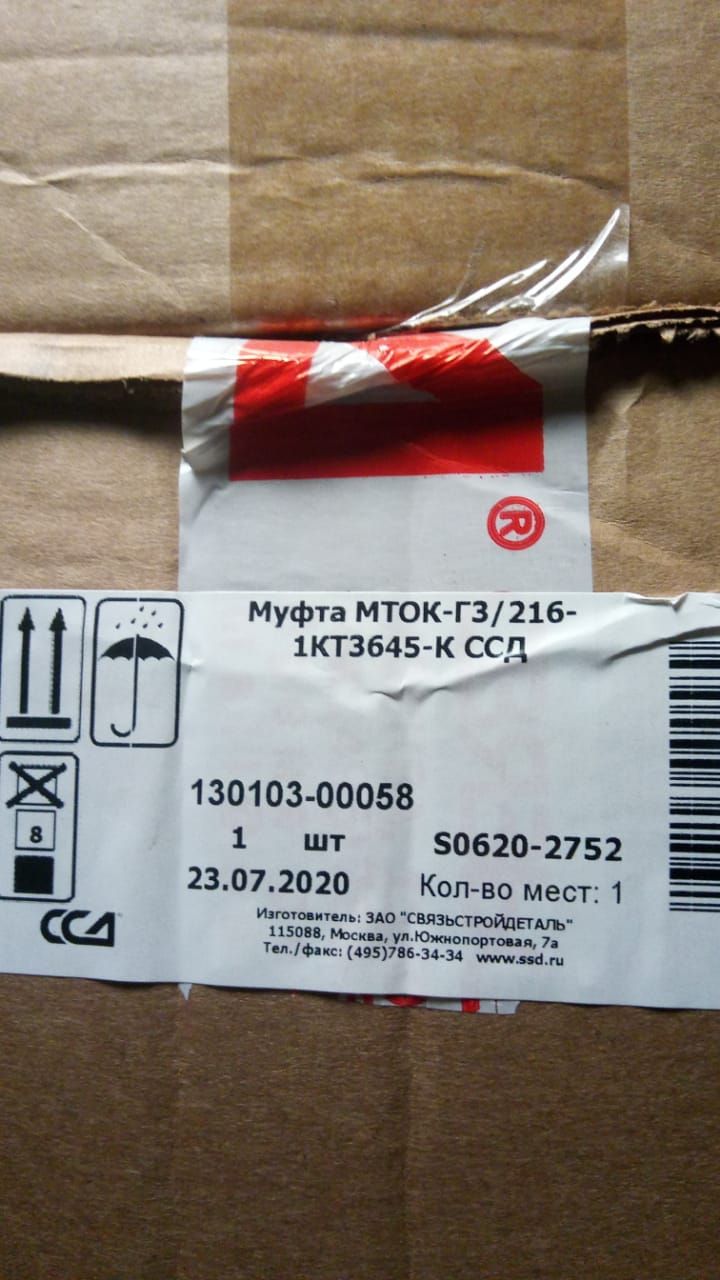 ®
Муфта МТОК-Г3/216-
1КТ3645-К ССД
8
130103-00058
1 шт S0620-2752
23.07.2020 Кол-во мест: 1
ССД
Изготовитель: ЗАО "СВЯЗЬСТРОЙДЕТАЛЬ"
115088, Москва, ул.Южнопортовая, 7а
Тел./факс: (495)786-34-34 www.ssd.ru